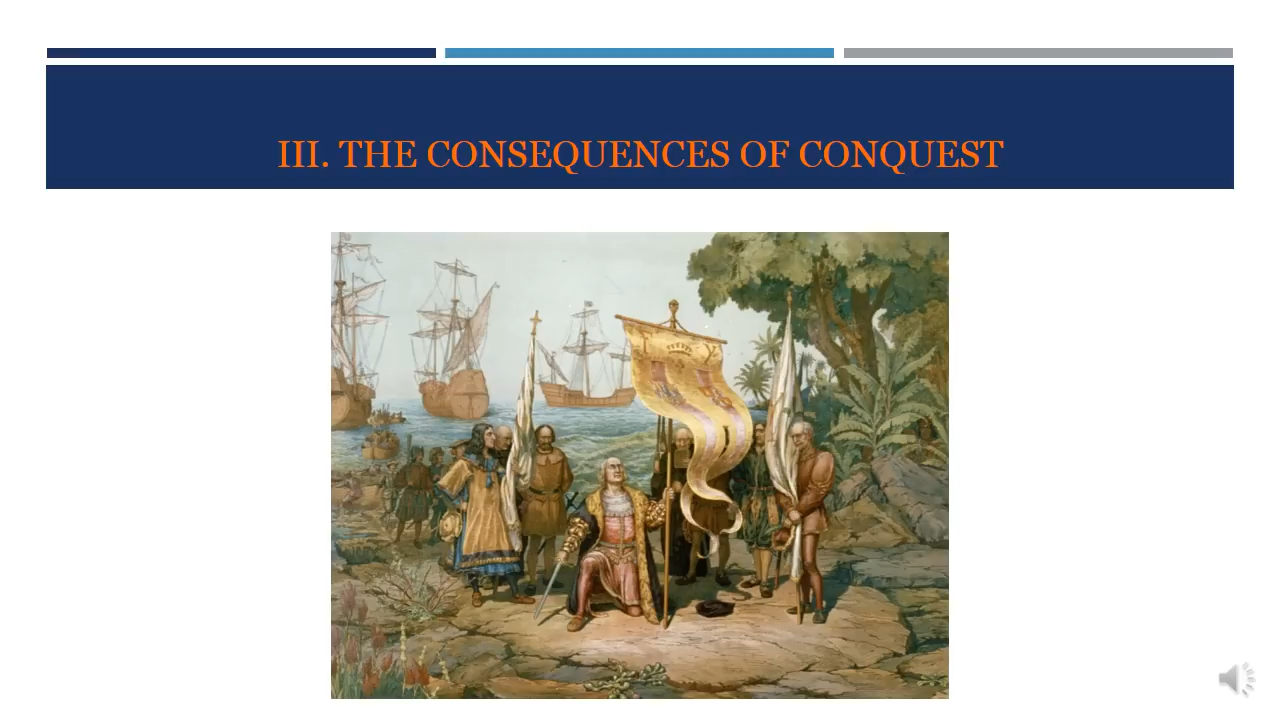 III. THE CONSEQUENCES OF CONQUEST
F Y